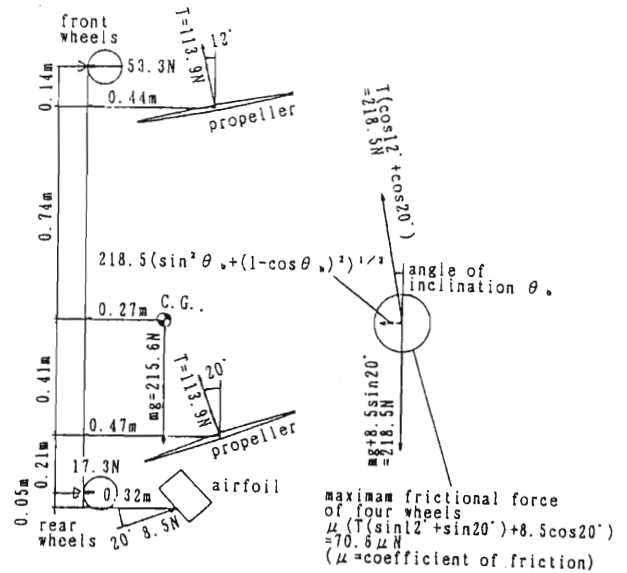 front
wheels
53.3N
T=113.9N
12°
0.14m
0.44m
propeller
0.74m
T(cos12°+cos20°)
=218.5N
218.5(sin²θb+(1-cosθb)²)^1/2
angle of
inclination θb
C.G..
0.27m
mg=215.6N
T=113.9N
20°
0.41m
mg+8.5sin20°
=218.5N
0.47m
propeller
0.21m
17.3N
airfoil
0.32m
0.05m
rear
wheels
20°
8.5N
maximam frictional force
of four wheels
μ(T(sin12°+sin20°)+8.5cos20°)
=70.6μN
(μ=coefficient of friction)